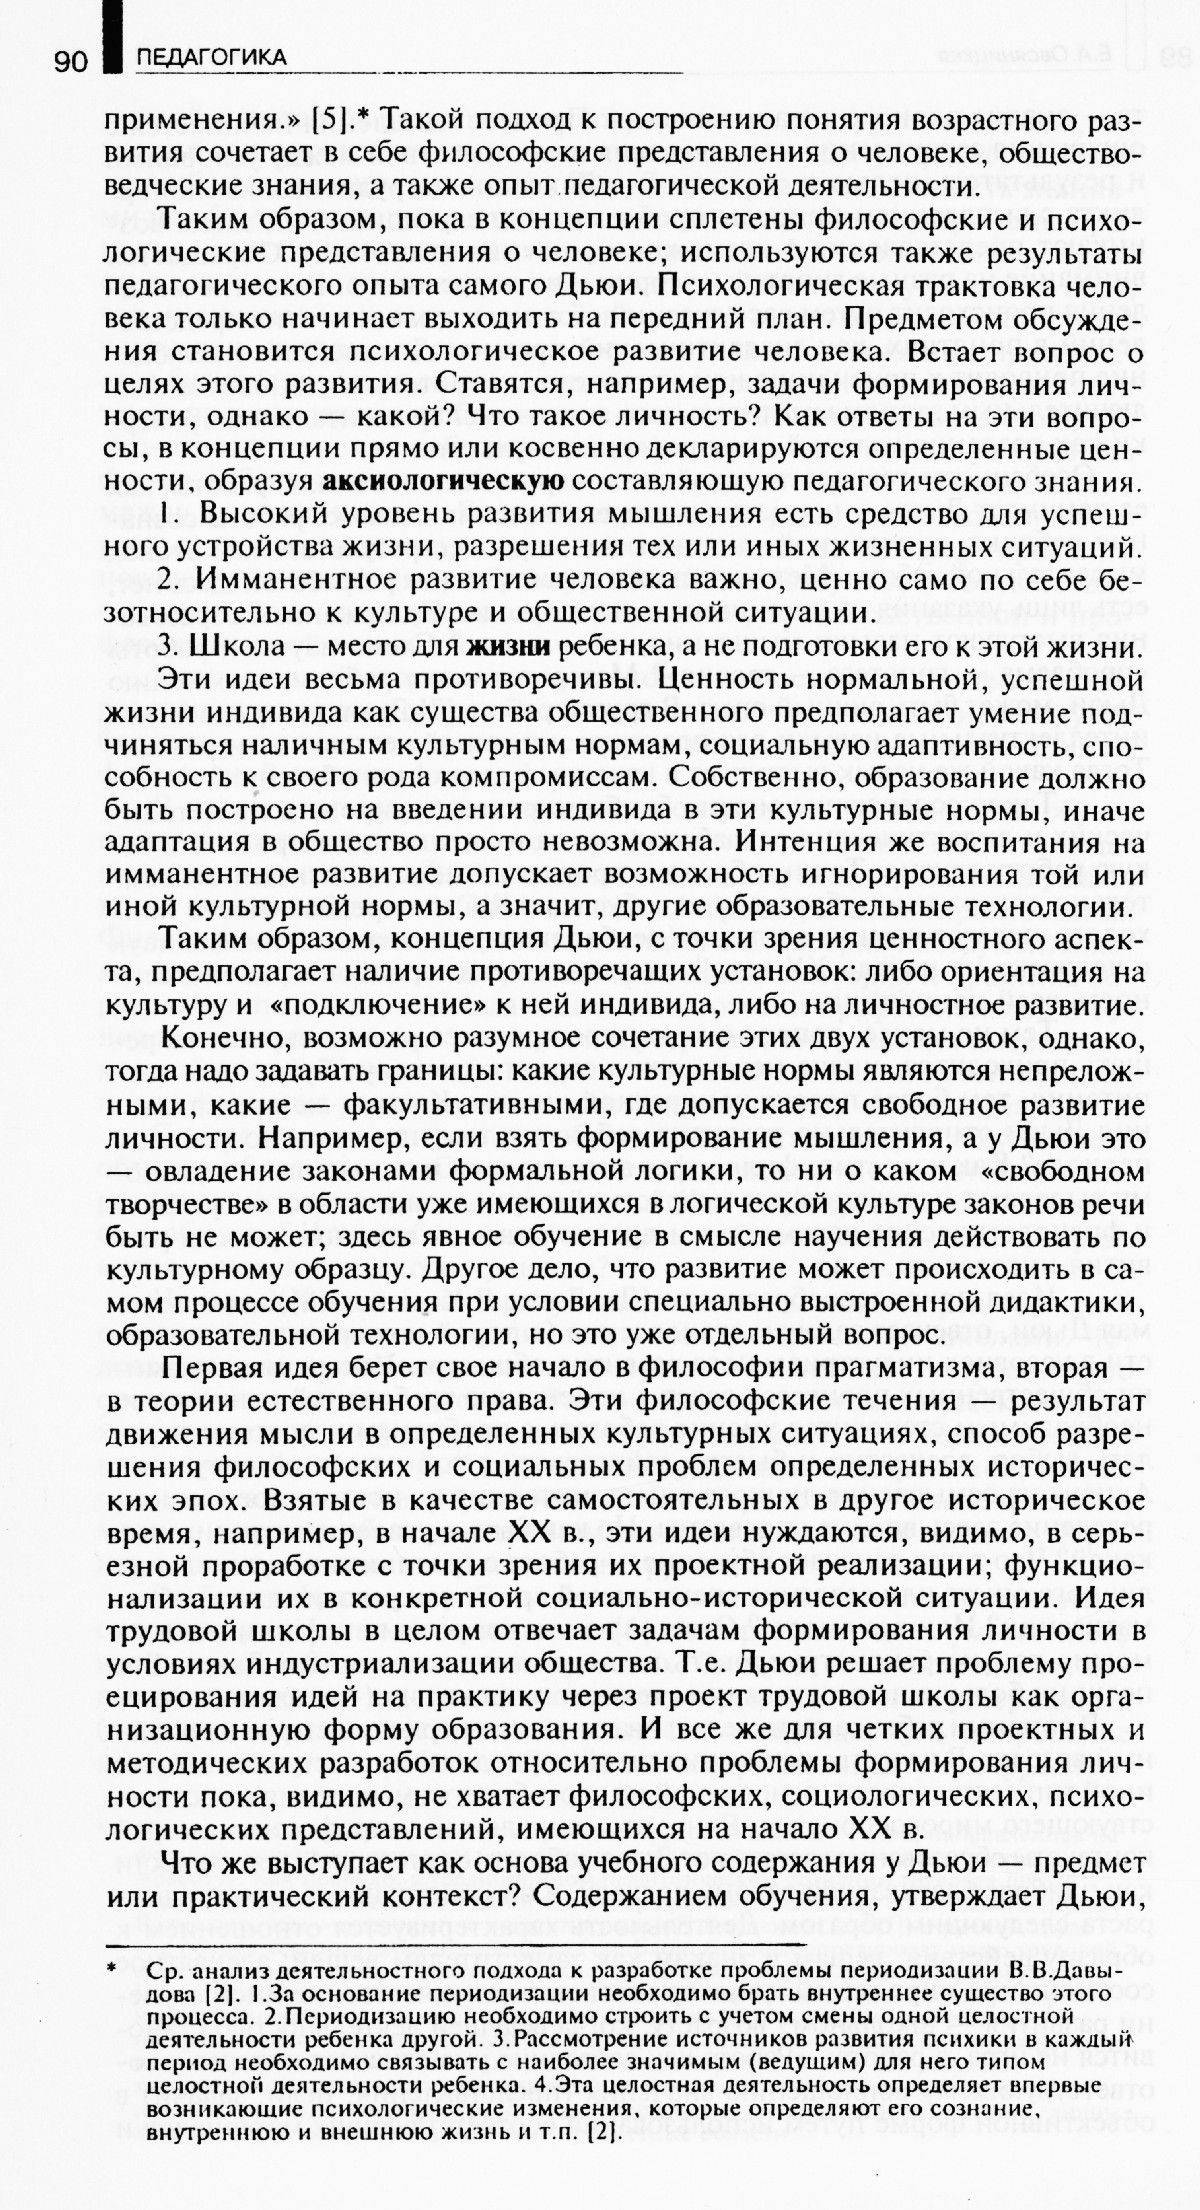 90
ПЕДАГОГИКА
применения.» [5].* Такой подход к построению понятия возрастного раз-
вития сочетает в себе философские представления о человеке, общество-
ведческие знания, а также опыт педагогической деятельности.
Таким образом, пока в концепции сплетены философские и психо-
логические представления о человеке; используются также результаты
педагогического опыта самого Дьюи. Психологическая трактовка чело-
века только начинает выходить на передний план. Предметом обсужде-
ния становится психологическое развитие человека. Встает вопрос о
целях этого развития. Ставятся, например, задачи формирования лич-
ности, однако — какой? Что такое личность? Как ответы на эти вопро-
сы, в концепции прямо или косвенно декларируются определенные цен-
ности, образуя аксиологическую составляющую педагогического знания.
1. Высокий уровень развития мышления есть средство для успеш-
ного устройства жизни, разрешения тех или иных жизненных ситуаций.
2. Имманентное развитие человека важно, ценно само по себе бе-
зотносительно к культуре и общественной ситуации.
3. Школа — место для жизни ребенка, а не подготовки его к этой жизни.
Эти идеи весьма противоречивы. Ценность нормальной, успешной
жизни индивида как существа общественного предполагает умение под-
чиняться наличным культурным нормам, социальную адаптивность, спо-
собность к своего рода компромиссам. Собственно, образование должно
быть построено на введении индивида в эти культурные нормы, иначе
адаптация в общество просто невозможна. Интенция же воспитания на
имманентное развитие допускает возможность игнорирования той или
иной культурной нормы, а значит, другие образовательные технологии.
Таким образом, концепция Дьюи, с точки зрения ценностного аспек-
та, предполагает наличие противоречащих установок: либо ориентация на
культуру и «подключение» к ней индивида, либо на личностное развитие.
Конечно, возможно разумное сочетание этих двух установок, однако,
тогда надо задавать границы: какие культурные нормы являются непрелож-
ными, какие — факультативными, где допускается свободное развитие
личности. Например, если взять формирование мышления, а у Дьюи это
— овладение законами формальной логики, то ни о каком «свободном
творчестве» в области уже имеющихся в логической культуре законов речи
быть не может; здесь явное обучение в смысле научения действовать по
культурному образцу. Другое дело, что развитие может происходить в са-
мом процессе обучения при условии специально выстроенной дидактики,
образовательной технологии, но это уже отдельный вопрос.
Первая идея берет свое начало в философии прагматизма, вторая —
в теории естественного права. Эти философские течения — результат
движения мысли в определенных культурных ситуациях, способ разре-
шения философских и социальных проблем определенных историчес-
ких эпох. Взятые в качестве самостоятельных в другое историческое
время, например, в начале XX в., эти идеи нуждаются, видимо, в серь-
езной проработке с точки зрения их проектной реализации; функцио-
нализации их в конкретной социально-исторической ситуации. Идея
трудовой школы в целом отвечает задачам формирования личности в
условиях индустриализации общества. Т.е. Дьюи решает проблему про-
ецирования идей на практику через проект трудовой школы как орга-
низационную форму образования. И все же для четких проектных и
методических разработок относительно проблемы формирования лич-
ности пока, видимо, не хватает философских, социологических, психо-
логических представлений, имеющихся на начало XX в.
Что же выступает как основа учебного содержания у Дьюи — предмет
или практический контекст? Содержанием обучения, утверждает Дьюи,
* Ср. анализ деятельностного подхода к разработке проблемы периодизации В.В.Давы-
дова [2]. 1.За основание периодизации необходимо брать внутреннее существо этого
процесса. 2.Периодизацию необходимо строить с учетом смены одной целостной
деятельности ребенка другой. 3.Рассмотрение источников развития психики в каждый
период необходимо связывать с наиболее значимым (ведущим) для него типом
целостной деятельности ребенка. 4.Эта целостная деятельность определяет впервые
возникающие психологические изменения, которые определяют его сознание,
внутреннюю и внешнюю жизнь и т.п. [2].